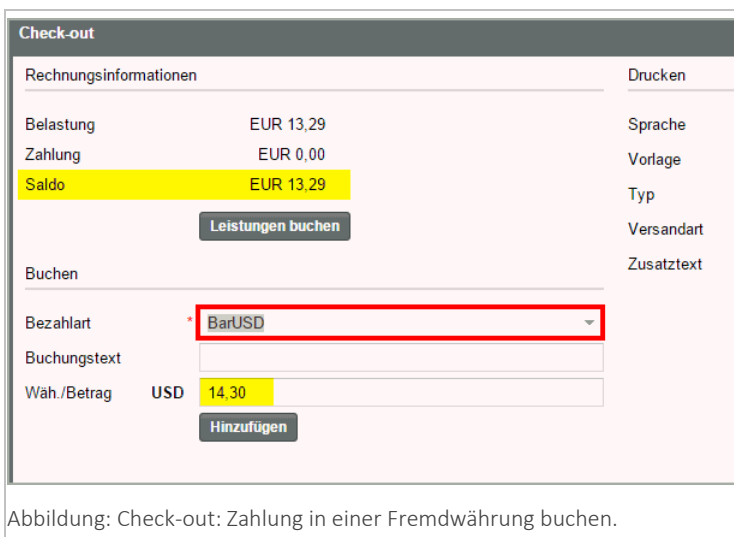 Check-out
Rechnungsinformationen
Belastung EUR 13,29
Zahlung EUR 0,00
Saldo EUR 13,29
Leistungen buchen
Buchen
Bezahlart * BarUSD
Buchungstext
Wäh./Betrag USD 14,30
Hinzufügen
Drucken
Sprache
Vorlage
Typ
Versandart
Zusatztext
Abbildung: Check-out: Zahlung in einer Fremdwährung buchen.